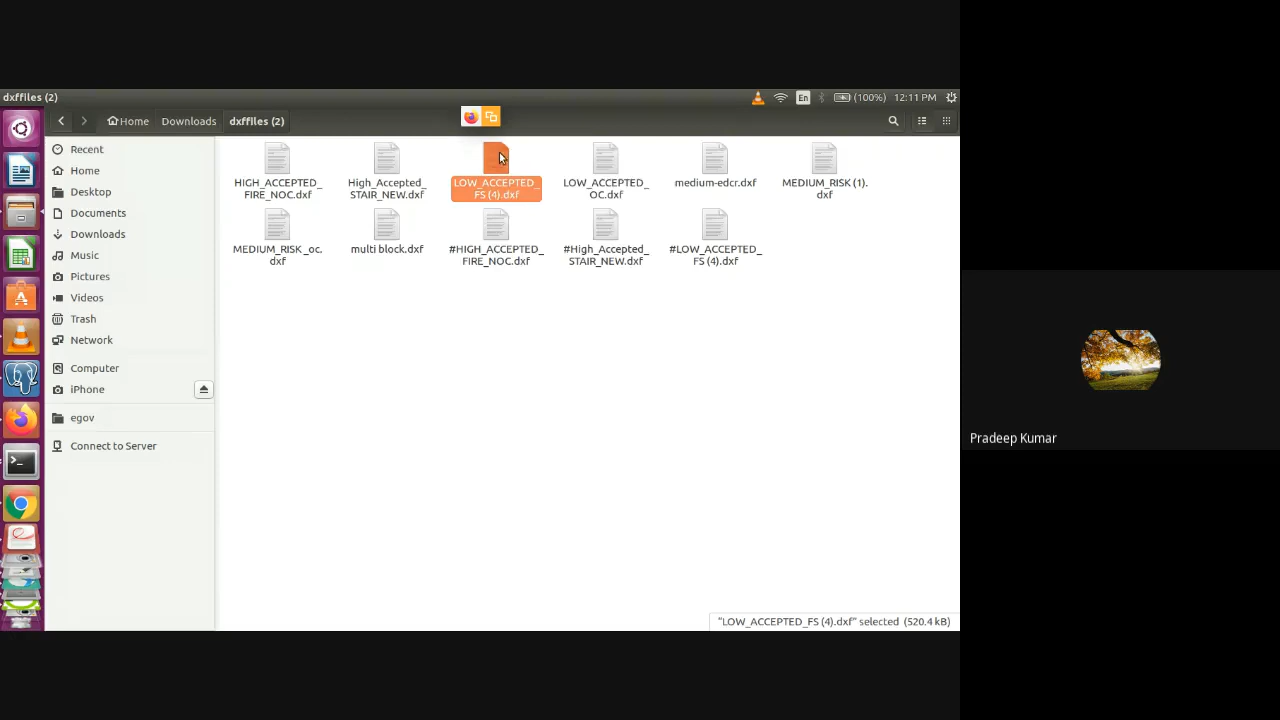 dxffiles (2)
En
(100%)
12:11 PM
Home
Downloads
dxffiles (2)
Recent
Home
Desktop
Documents
Downloads
Music
Pictures
Videos
Trash
Network
Computer
iPhone
egov
Connect to Server
HIGH_ACCEPTED_
FIRE_NOC.dxf
High_Accepted_
STAIR_NEW.dxf
LOW_ACCEPTED_
FS (4).dxf
LOW_ACCEPTED_
OC.dxf
medium-edcr.dxf
MEDIUM_RISK (1).
dxf
MEDIUM_RISK_oc.
dxf
multi block.dxf
#HIGH_ACCEPTED_
FIRE_NOC.dxf
#High_Accepted_
STAIR_NEW.dxf
#LOW_ACCEPTED_
FS (4).dxf
"LOW_ACCEPTED_FS (4).dxf" selected (520.4 kB)
Pradeep Kumar